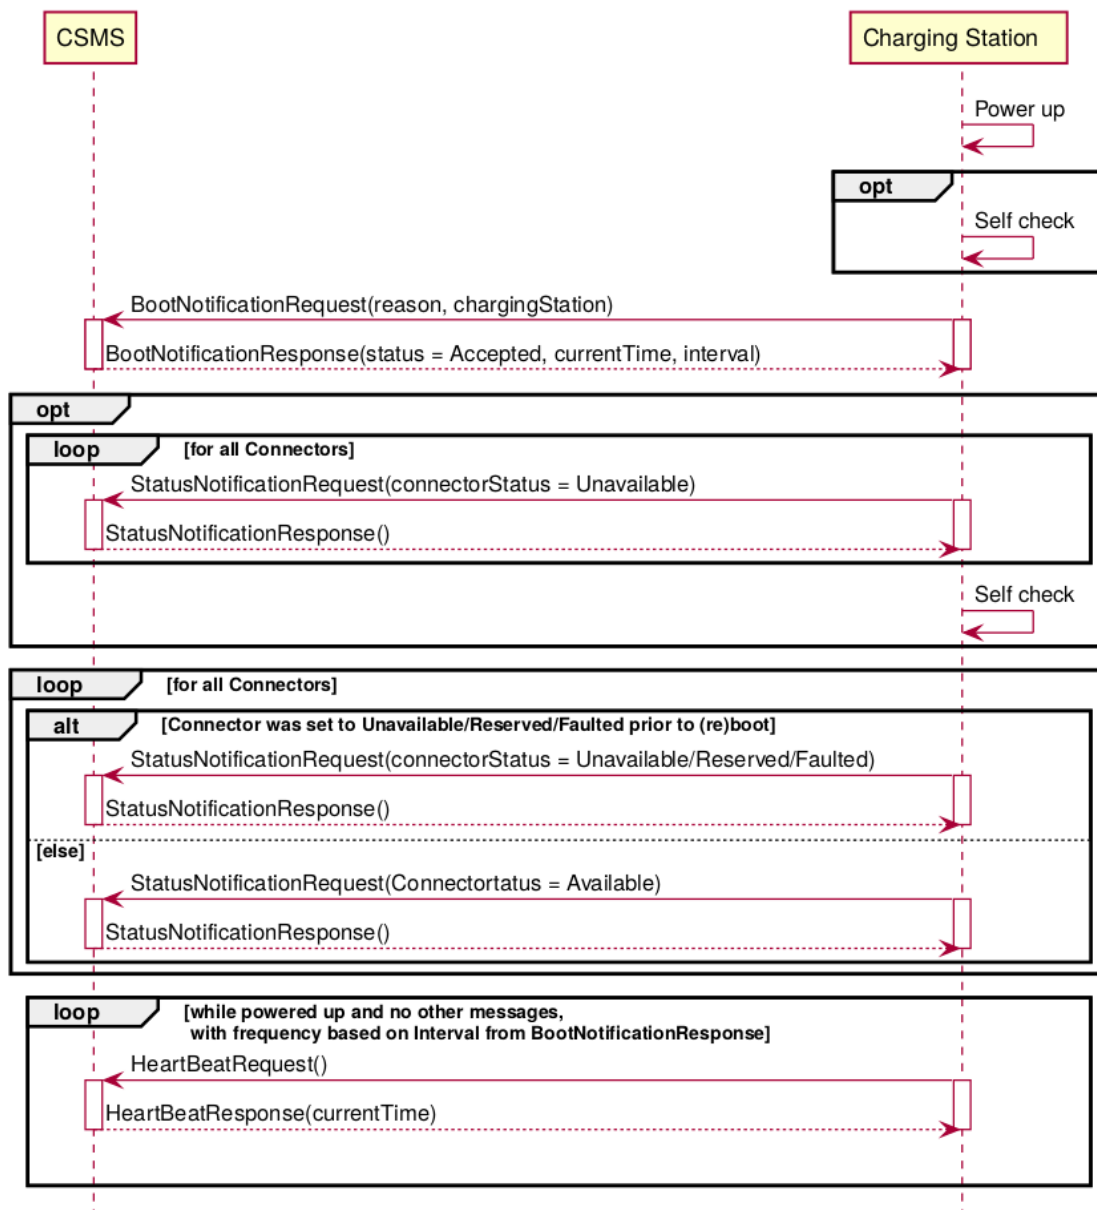 CSMS
Charging Station
Power up
opt
Self check
BootNotificationRequest(reason, chargingStation)
BootNotificationResponse(status = Accepted, currentTime, interval)
opt
loop
[for all Connectors]
StatusNotificationRequest(connectorStatus = Unavailable)
StatusNotificationResponse()
Self check
loop
[for all Connectors]
alt
[Connector was set to Unavailable/Reserved/Faulted prior to (re)boot]
StatusNotificationRequest(connectorStatus = Unavailable/Reserved/Faulted)
StatusNotificationResponse()
[else]
StatusNotificationRequest(Connectortatus = Available)
StatusNotificationResponse()
loop
[while powered up and no other messages,
with frequency based on Interval from BootNotificationResponse]
HeartBeatRequest()
HeartBeatResponse(currentTime)